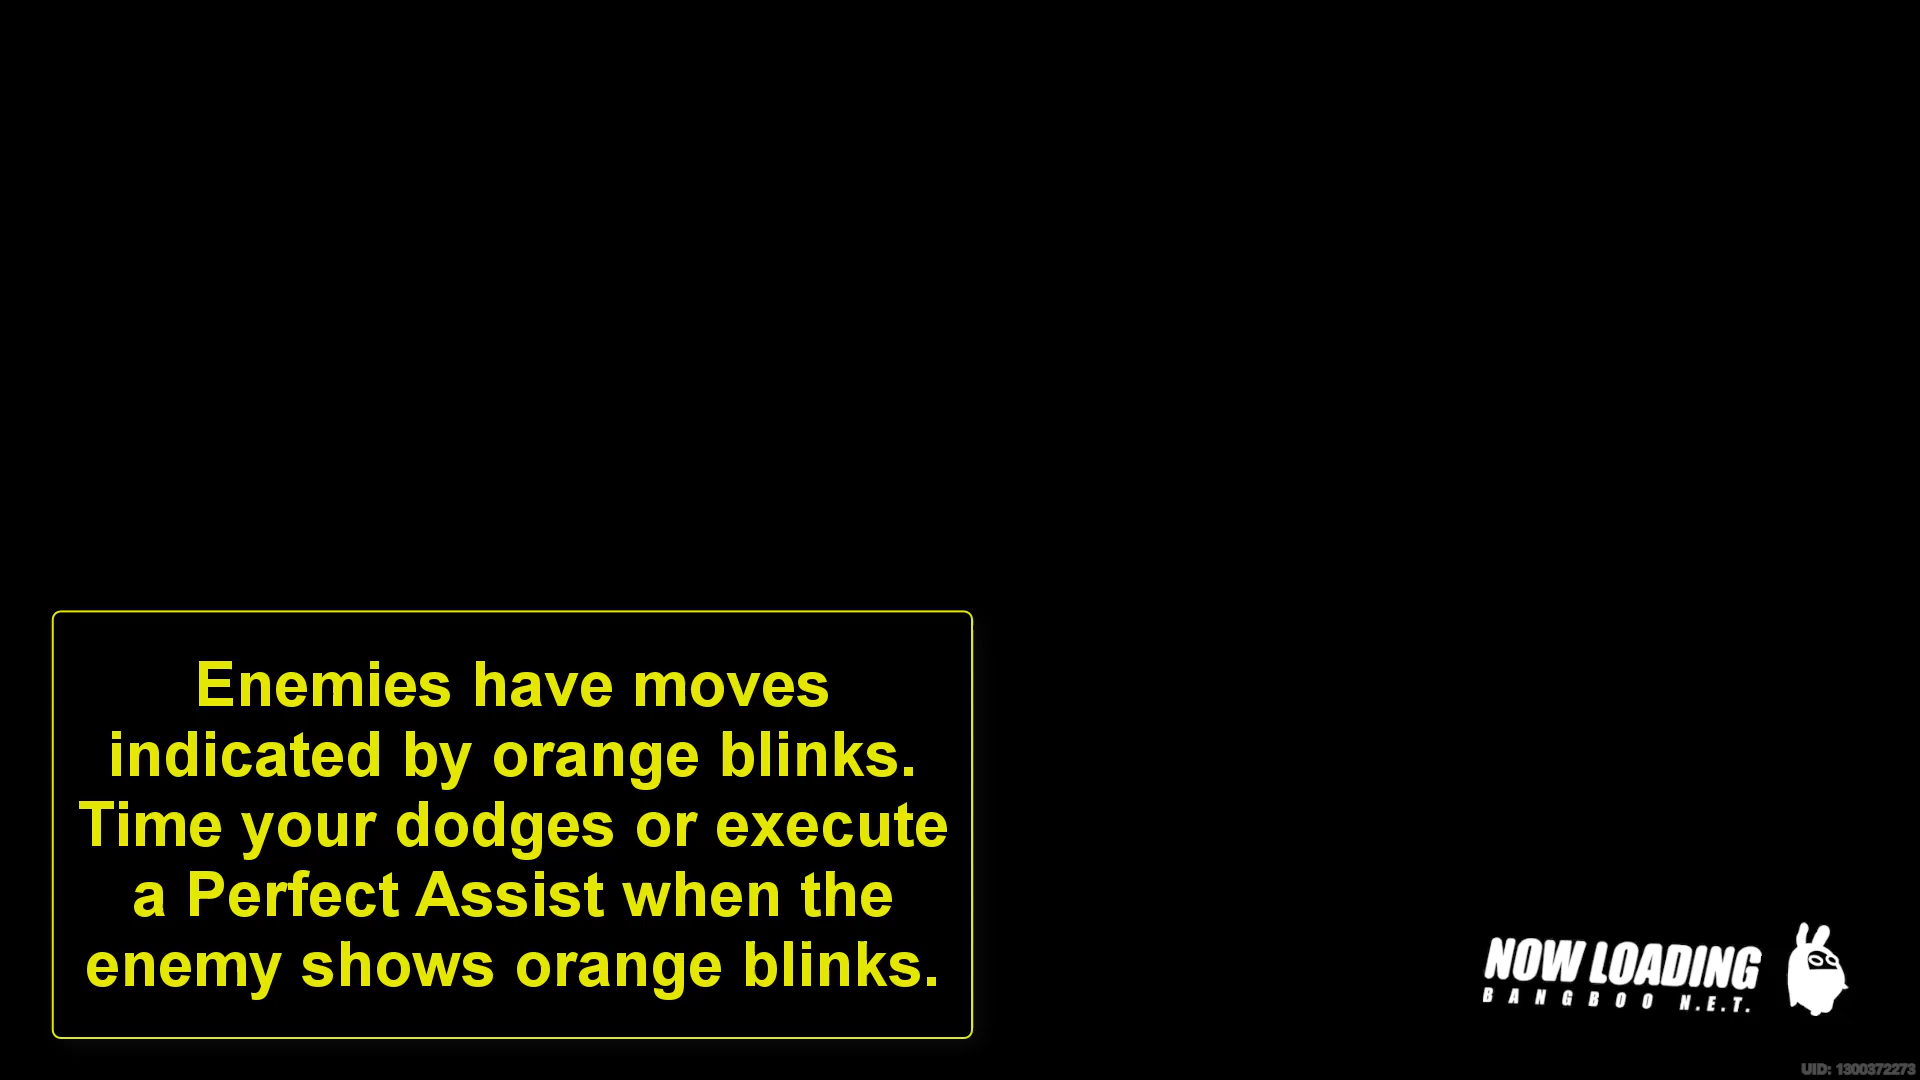 Enemies have moves
indicated by orange blinks.
Time your dodges or execute
a Perfect Assist when the
enemy shows orange blinks.
NOW LOADING
BANGBOO N.E.T.
UID: 1300372273